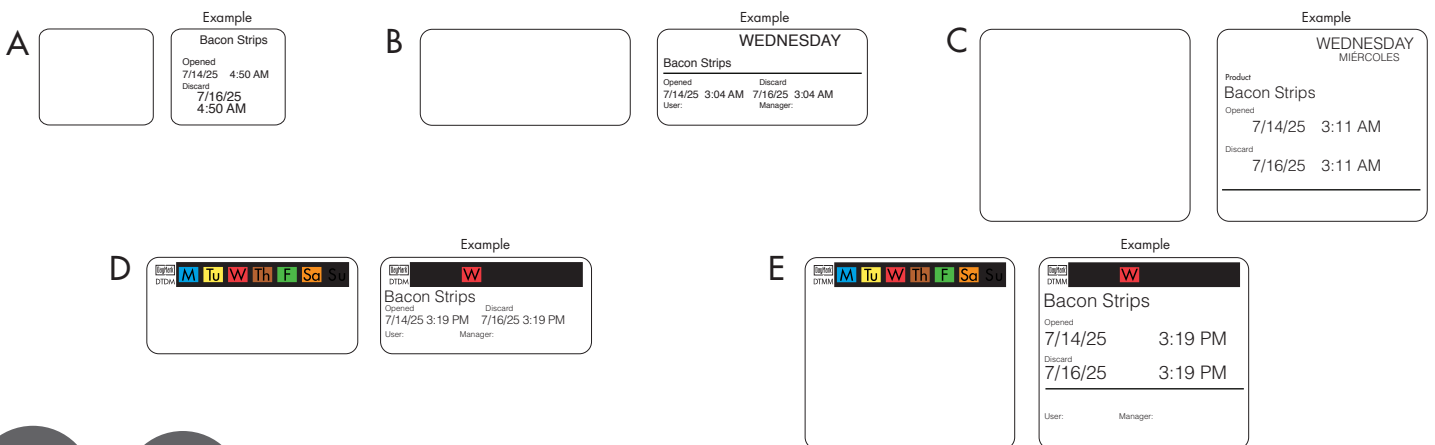 A
Example
Bacon Strips
Opened
7/14/25 4:50 AM
Discard
7/16/25
4:50 AM
B
Example
WEDNESDAY
Bacon Strips
Opened Discard
7/14/25 3:04 AM 7/16/25 3:04 AM
User: Manager:
C
Example
WEDNESDAY
MIÉRCOLES
Product
Bacon Strips
Opened
7/14/25 3:11 AM
Discard
7/16/25 3:11 AM
D
DayMark
DTDM
M Tu W Th F Sa Su
Example
DayMark
DTDM
W
Bacon Strips
Opened Discard
7/14/25 3:19 PM 7/16/25 3:19 PM
User: Manager:
E
DayMark
DTMM
M Tu W Th F Sa Su
Example
DayMark
DTMM
W
Bacon Strips
Opened
7/14/25 3:19 PM
Discard
7/16/25 3:19 PM
User: Manager: